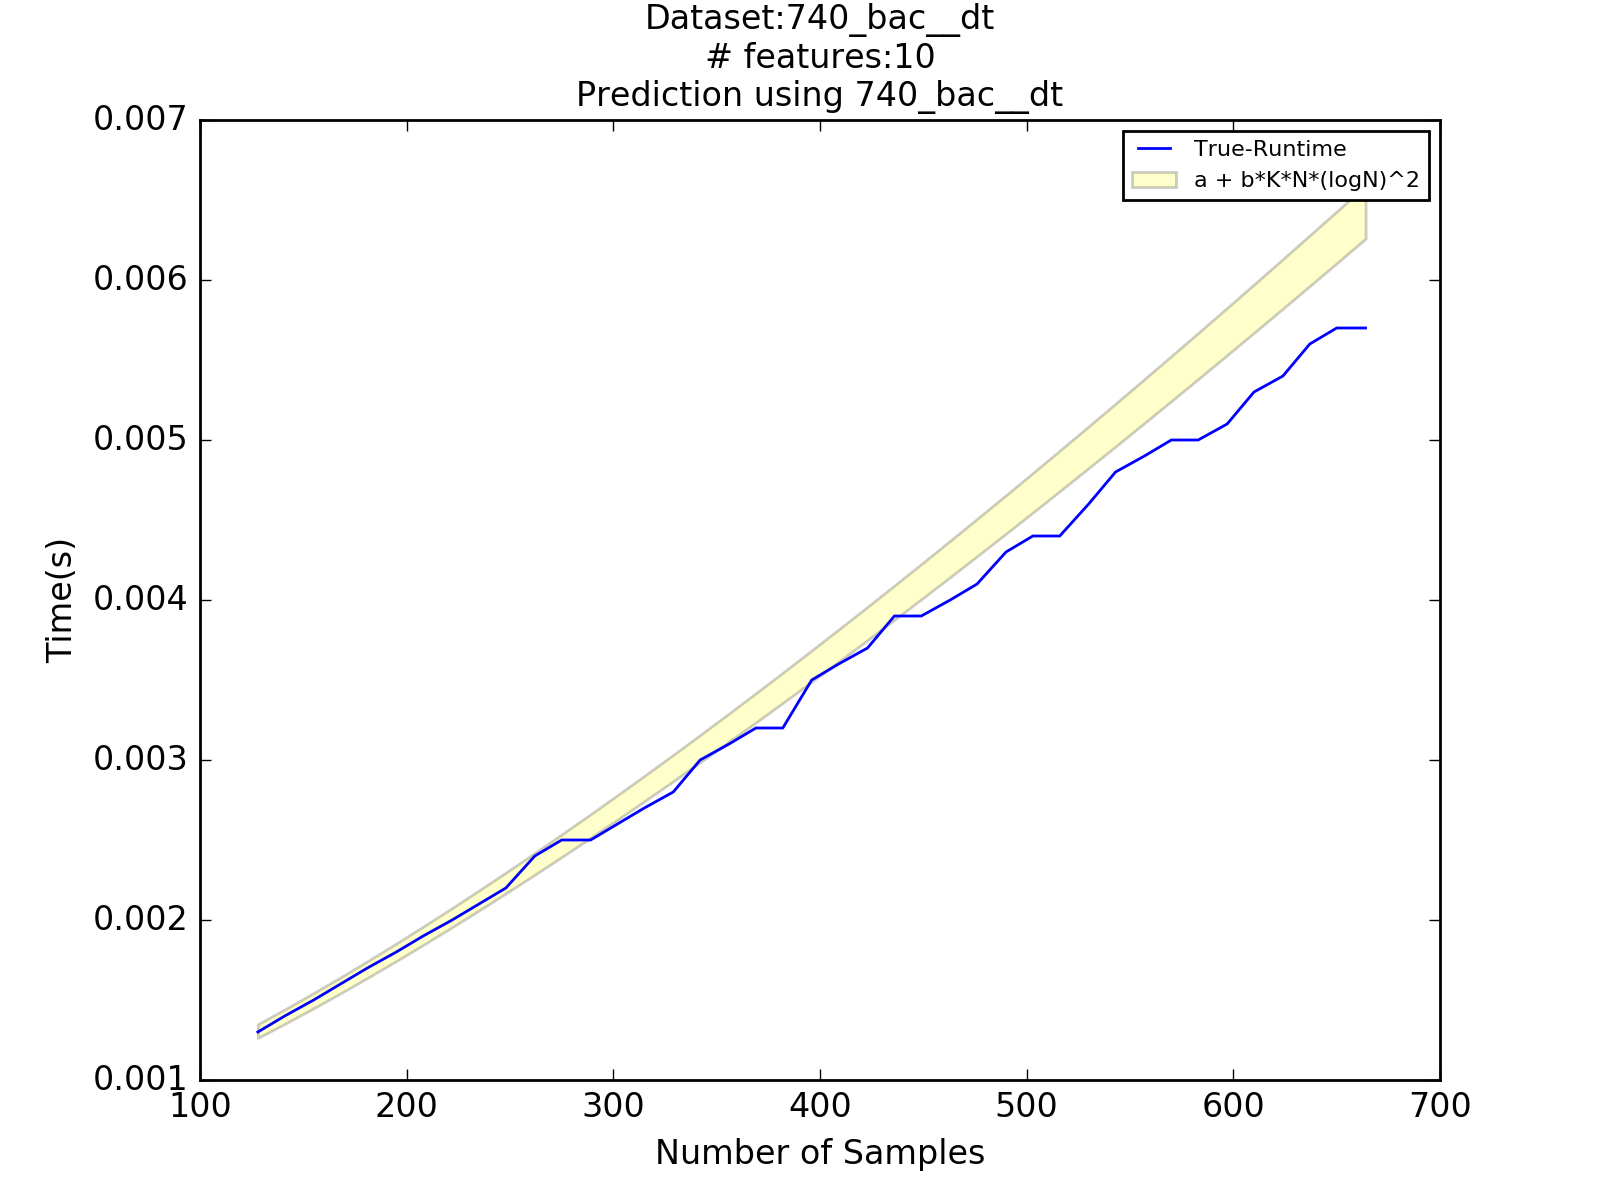 Dataset:740_bac__dt
# features:10
Prediction using 740_bac__dt
True-Runtime
a + b*K*N*(logN)^2
0.007
0.006
0.005
0.004
0.003
0.002
0.001
Time(s)
100 200 300 400 500 600 700
Number of Samples